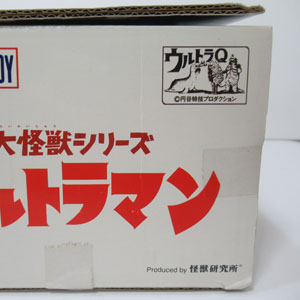 OY
ウルトラQ
©円谷特技プロダクション
大怪獣シリーズ
ルトラマン
Produced by 怪獣研究所®